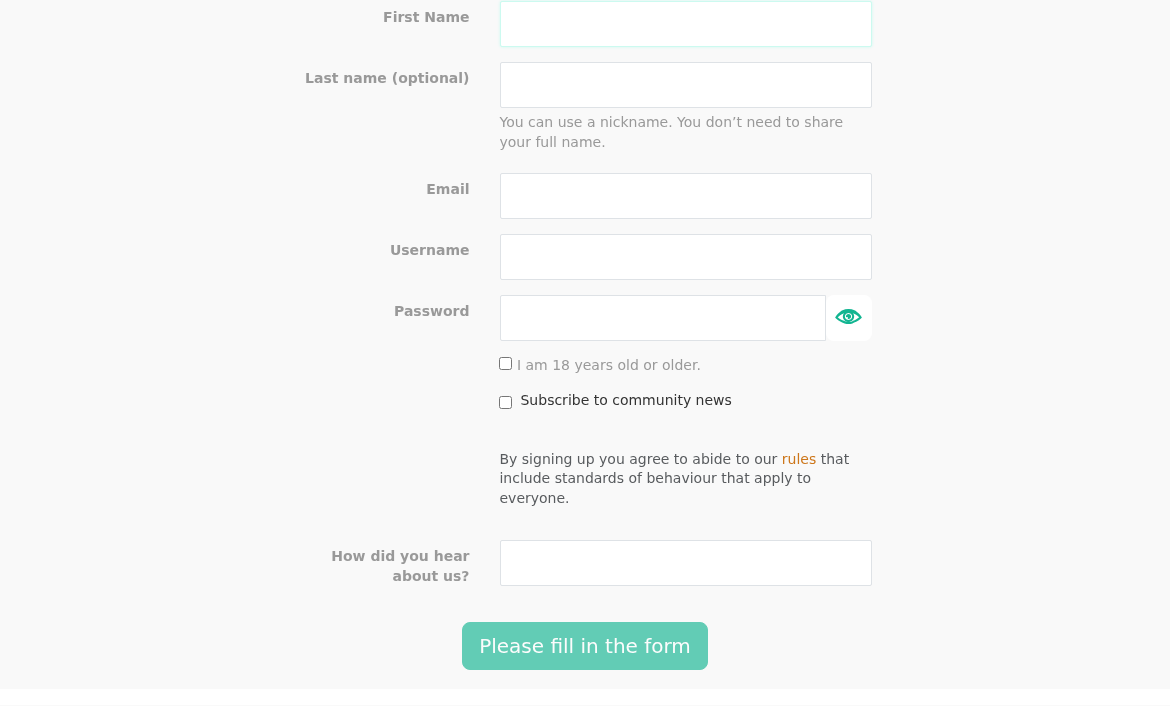 First Name
Last name (optional)
You can use a nickname. You don’t need to share
your full name.
Email
Username
Password
I am 18 years old or older.
Subscribe to community news
By signing up you agree to abide to our rules that
include standards of behaviour that apply to
everyone.
How did you hear
about us?
Please fill in the form